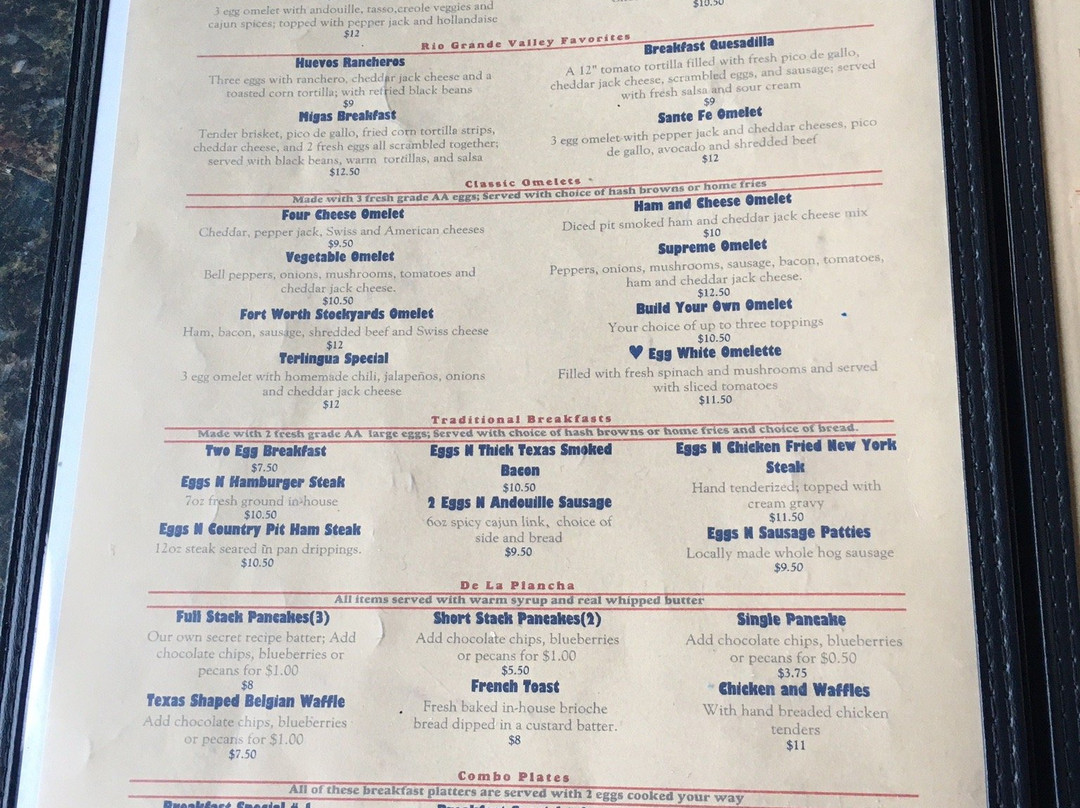 3 egg omelet with andouille, tasso,creole veggies and
cajun spices; topped with pepper jack and hollandaise
$12
$10.50
Rio Grande Valley Favorites
Huevos Rancheros
Three eggs with ranchero, cheddar jack cheese and a
toasted corn tortilla; with refried black beans
$9
Migas Breakfast
Tender brisket, pico de gallo, fried corn tortilla strips,
cheddar cheese, and 2 fresh eggs all scrambled together;
served with black beans, warm tortillas, and salsa
$12.50
Breakfast Quesadilla
A 12" tomato tortilla filled with fresh pico de gallo,
cheddar jack cheese, scrambled eggs, and sausage; served
with fresh salsa and sour cream
$9
Sante Fe Omelet
3 egg omelet with pepper jack and cheddar cheeses, pico
de gallo, avocado and shredded beef
$12
Classic Omelets
Made with 3 fresh grade AA eggs; Served with choice of hash browns or home fries
Four Cheese Omelet
Cheddar, pepper jack, Swiss and American cheeses
$9.50
Vegetable Omelet
Bell peppers, onions, mushrooms, tomatoes and
cheddar jack cheese.
$10.50
Fort Worth Stockyards Omelet
Ham, bacon, sausage, shredded beef and Swiss cheese
$12
Terlingua Special
3 egg omelet with homemade chili, jalapeños, onions
and cheddar jack cheese
$12
Ham and Cheese Omelet
Diced pit smoked ham and cheddar jack cheese mix
$10
Supreme Omelet
Peppers, onions, mushrooms, sausage, bacon, tomatoes,
ham and cheddar jack cheese.
$12.50
Build Your Own Omelet
Your choice of up to three toppings
$10.50
♥ Egg White Omelette
Filled with fresh spinach and mushrooms and served
with sliced tomatoes
$11.50
Traditional Breakfasts
Made with 2 fresh grade AA large eggs; Served with choice of hash browns or home fries and choice of bread.
Two Egg Breakfast
$7.50
Eggs N Hamburger Steak
7oz fresh ground in-house
$10.50
Eggs N Country Pit Ham Steak
12oz steak seared in pan drippings.
$10.50
Eggs N Thick Texas Smoked
Bacon
$10.50
2 Eggs N Andouille Sausage
6oz spicy cajun link, choice of
side and bread
$9.50
Eggs N Chicken Fried New York
Steak
Hand tenderized; topped with
cream gravy
$11.50
Eggs N Sausage Patties
Locally made whole hog sausage
$9.50
De La Plancha
All items served with warm syrup and real whipped butter
Full Stack Pancakes(3)
Our own secret recipe batter; Add
chocolate chips, blueberries or
pecans for $1.00
$8
Texas Shaped Belgian Waffle
Add chocolate chips, blueberries
or pecans for $1.00
$7.50
Short Stack Pancakes(2)
Add chocolate chips, blueberries
or pecans for $1.00
$5.50
French Toast
Fresh baked in-house brioche
bread dipped in a custard batter.
$8
Single Pancake
Add chocolate chips, blueberries
or pecans for $0.50
$3.75
Chicken and Waffles
With hand breaded chicken
tenders
$11
Combo Plates
All of these breakfast platters are served with 2 eggs cooked your way
Breakfast Special # 1